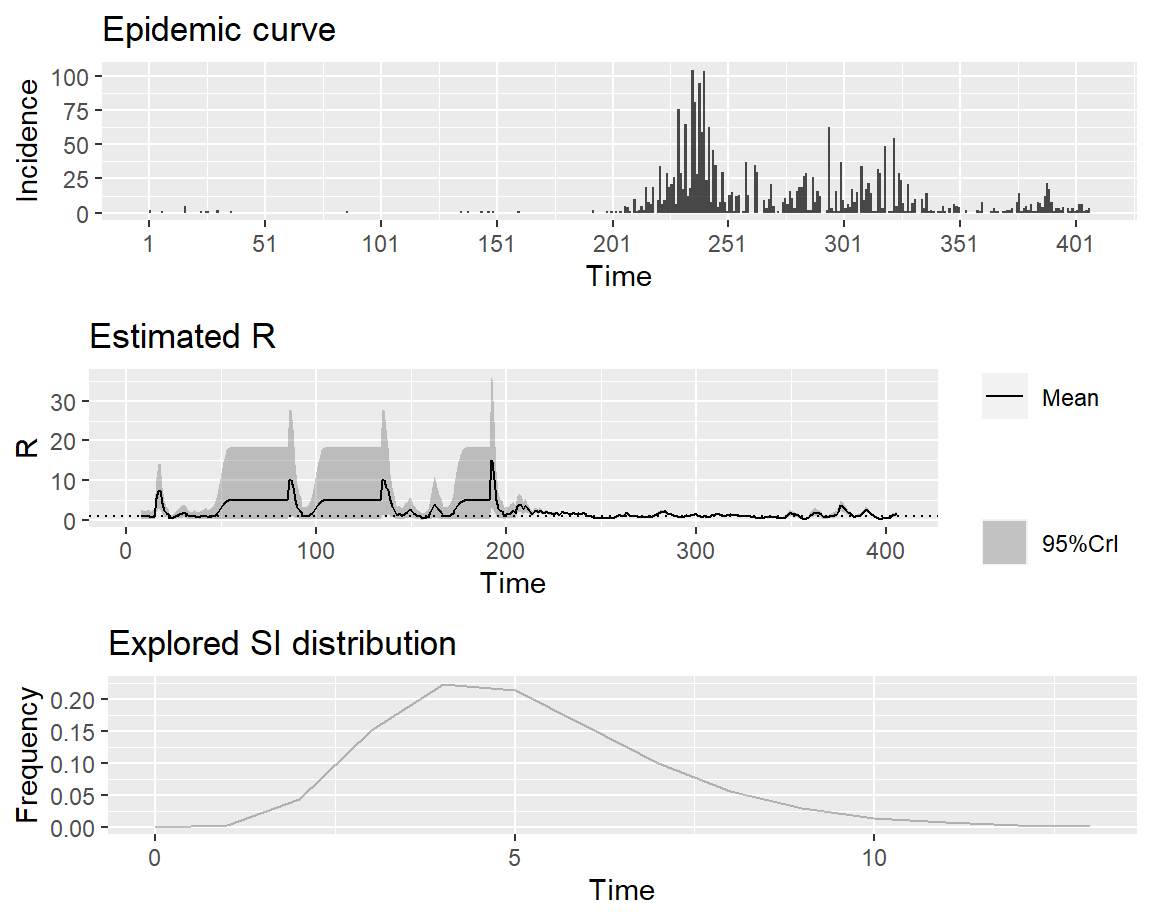 Epidemic curve
Incidence
100
75
50
25
0
1 51 101 151 201 251 301 351 401
Time
Estimated R
R
30
20
10
0
0 100 200 300 400
Time
Mean
95%CrI
Explored SI distribution
Frequency
0.20
0.15
0.10
0.05
0.00
0 5 10
Time